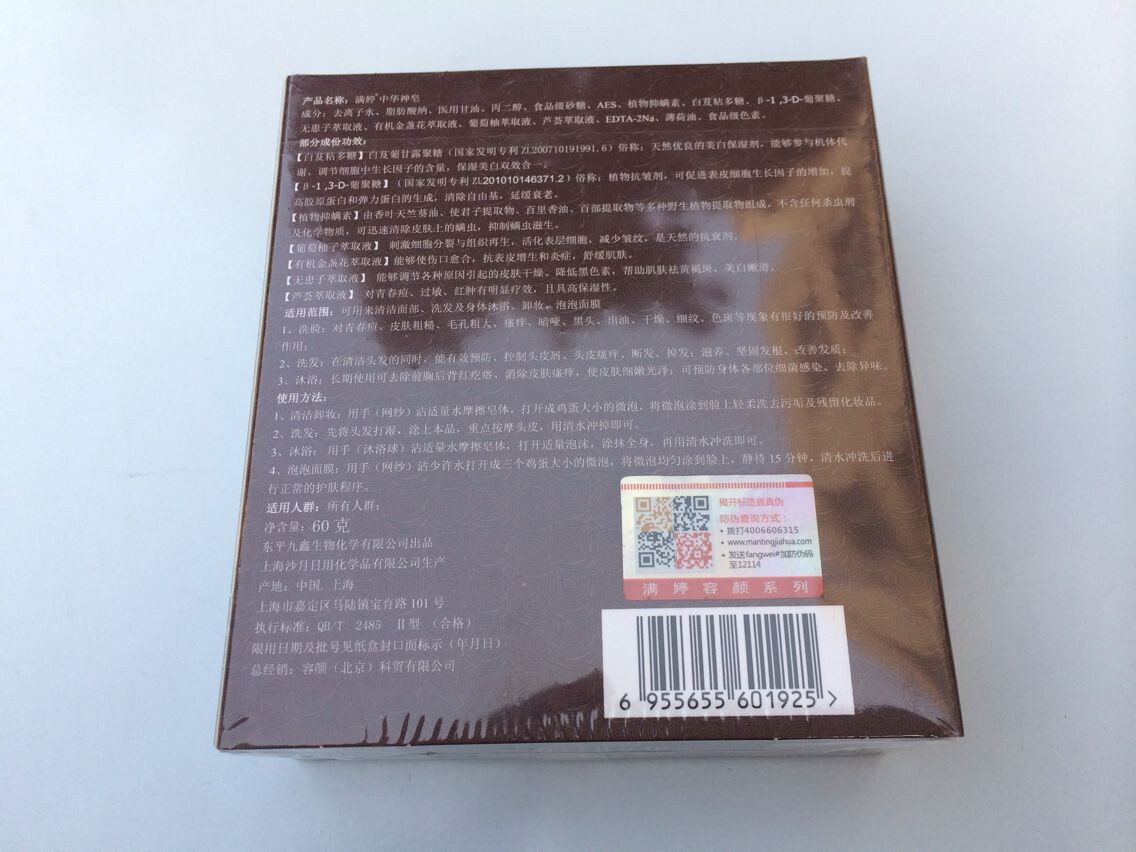 产品名称：满婷®中华神皂
成分：去离子水、脂肪酸纳、医用甘油、丙二醇、食品级砂糖、AES、植物抑螨素、白芨粘多糖、β-1,3-D-葡聚糖、
无患子萃取液、有机金盏花萃取液、葡萄柚萃取液、芦荟萃取液、EDTA-2Na、薄荷油、食品级色素。
部分成份功效：
【白芨粘多糖】白芨葡甘露聚糖（国家发明专利ZL200710191991.6）俗称：天然优良的美白保湿剂，能够参与机体代
谢、调节细胞中生长因子的含量，保湿美白双效合一。
【β-1,3-D-葡聚糖】（国家发明专利ZL201010146371.2）俗称：植物抗皱剂，可促进表皮细胞生长因子的增加，提
高胶原蛋白和弹力蛋白的生成，清除自由基，延缓衰老。
【植物抑螨素】由香叶天竺葵油、使君子提取物、百里香油、百部提取物等多种野生植物提取物组成，不含任何杀虫剂
及化学物质，可迅速清除皮肤上的螨虫，抑制螨虫滋生。
【葡萄柚子萃取液】 刺激细胞分裂与组织再生，活化表层细胞，减少皱纹，是天然的抗衰剂。
【有机金盏花萃取液】能够使伤口愈合，抗表皮增生和炎症，舒缓肌肤。
【无患子萃取液】 能够调节各种原因引起的皮肤干燥、降低黑色素，帮助肌肤祛黄褐斑，美白嫩滑。
【芦荟萃取液】 对青春痘、过敏、红肿有明显疗效，且具高保湿性。
适用范围：可用来清洁面部、洗发及身体沐浴、卸妆、泡泡面膜
1、洗脸：对青春痘、皮肤粗糙、毛孔粗大、瘙痒、暗哑、黑头、出油、干燥、细纹、色斑等现象有很好的预防及改善
作用；
2、洗发：在清洁头发的同时，能有效预防、控制头皮屑、头皮瘙痒、断发、掉发；滋养、坚固发根、改善发质；
3、沐浴：长期使用可去除前胸后背红疙瘩、消除皮肤瘙痒，使皮肤细嫩光泽；可预防身体各部位细菌感染、去除异味。
使用方法：
1、清洁卸妆：用手（网纱）沾适量水摩擦皂体，打开成鸡蛋大小的微泡，将微泡涂到脸上轻柔洗去污垢及残留化妆品。
2、洗发：先将头发打湿，涂上本品，重点按摩头皮，用清水冲掉即可。
3、沐浴：用手（沐浴球）沾适量水摩擦皂体，打开适量泡沫，涂抹全身，再用清水冲洗即可。
4、泡泡面膜：用手（网纱）沾少许水打开成三个鸡蛋大小的微泡，将微泡均匀涂到脸上，静待15分钟，清水冲洗后进
行正常的护肤程序。
适用人群：所有人群；
净含量：60克
东平九鑫生物化学有限公司出品
上海沙月日用化学品有限公司生产
产地：中国．上海
上海市嘉定区马陆镇宝育路101号
执行标准：QB/T 2485 Ⅱ型（合格）
限用日期及批号见纸盒封口面标示（年月日）
总经销：容颜（北京）科贸有限公司
揭开标签查真伪
防伪查询方式：
•拨打4006606315
•www.mantingjiahua.com
•发送fangwei#加防伪码
至12114
满婷容颜系列
6 955655 601925 >